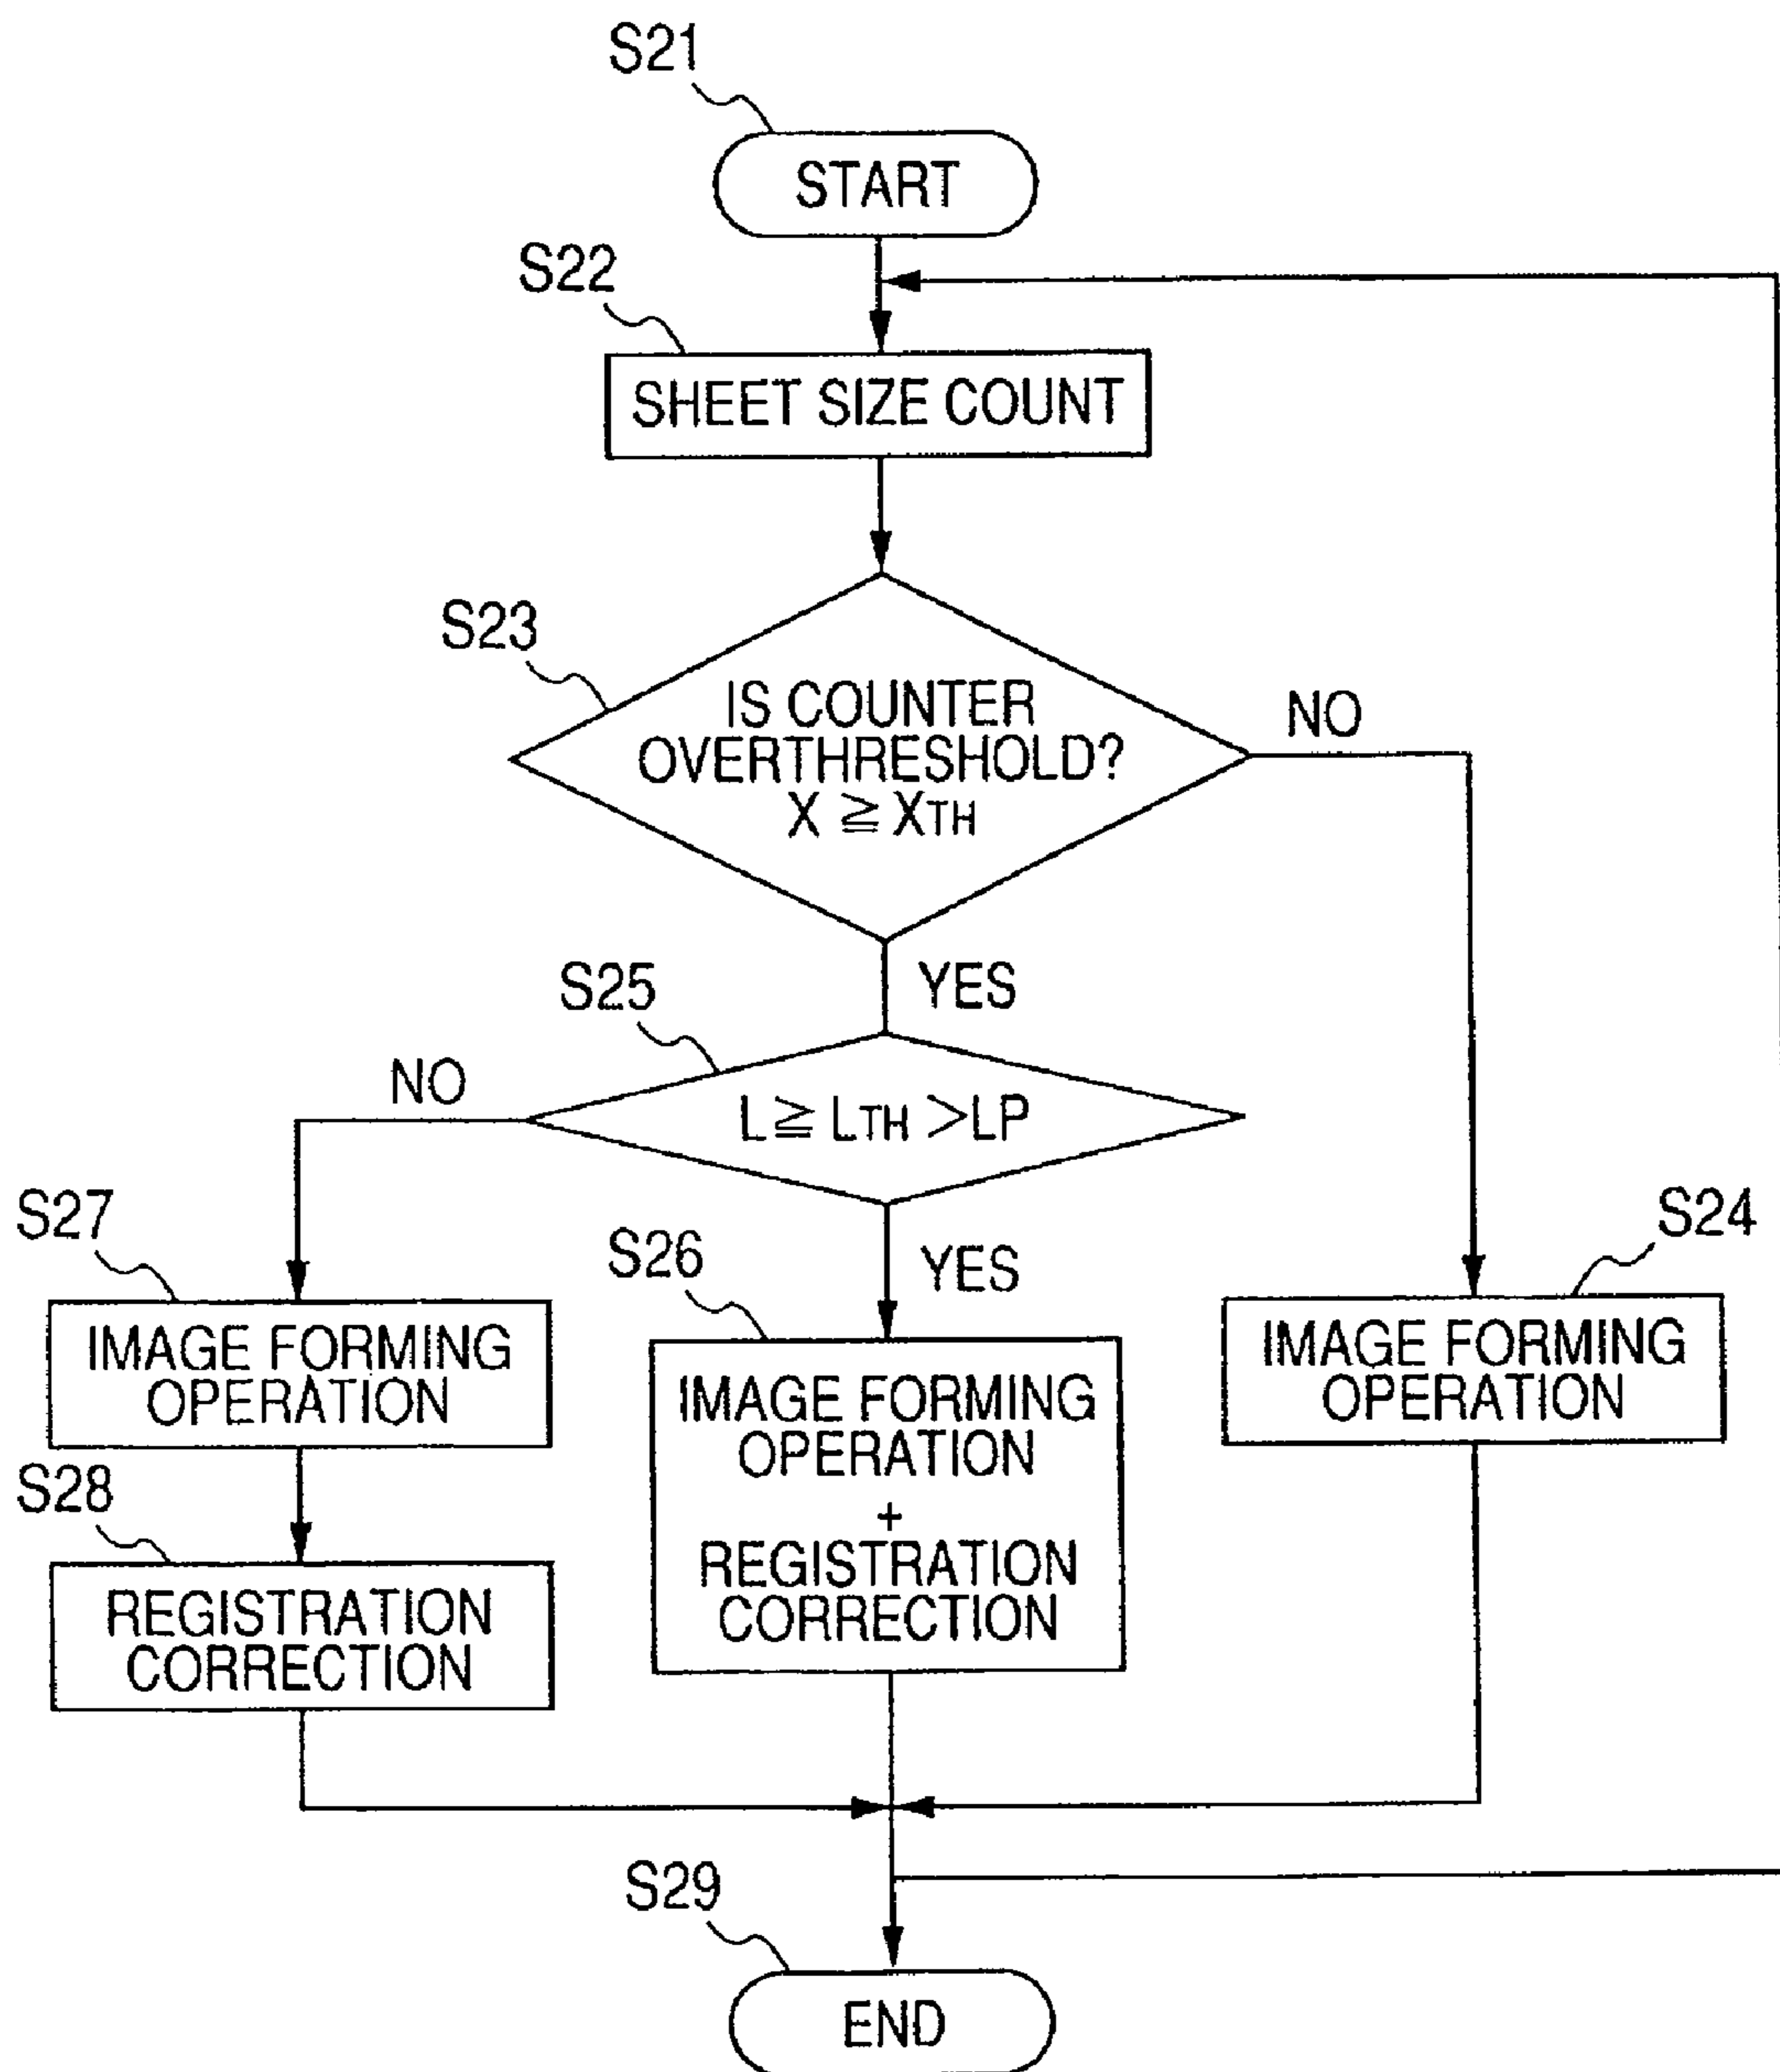 S21
START
S22
SHEET SIZE COUNT
S23
IS COUNTER
OVERTHRESHOLD?
X ≧ XTH
NO
YES
S25
L ≧ LTH >LP
NO
YES
S27
IMAGE FORMING
OPERATION
S26
IMAGE FORMING
OPERATION
+
REGISTRATION
CORRECTION
S24
IMAGE FORMING
OPERATION
S28
REGISTRATION
CORRECTION
S29
END